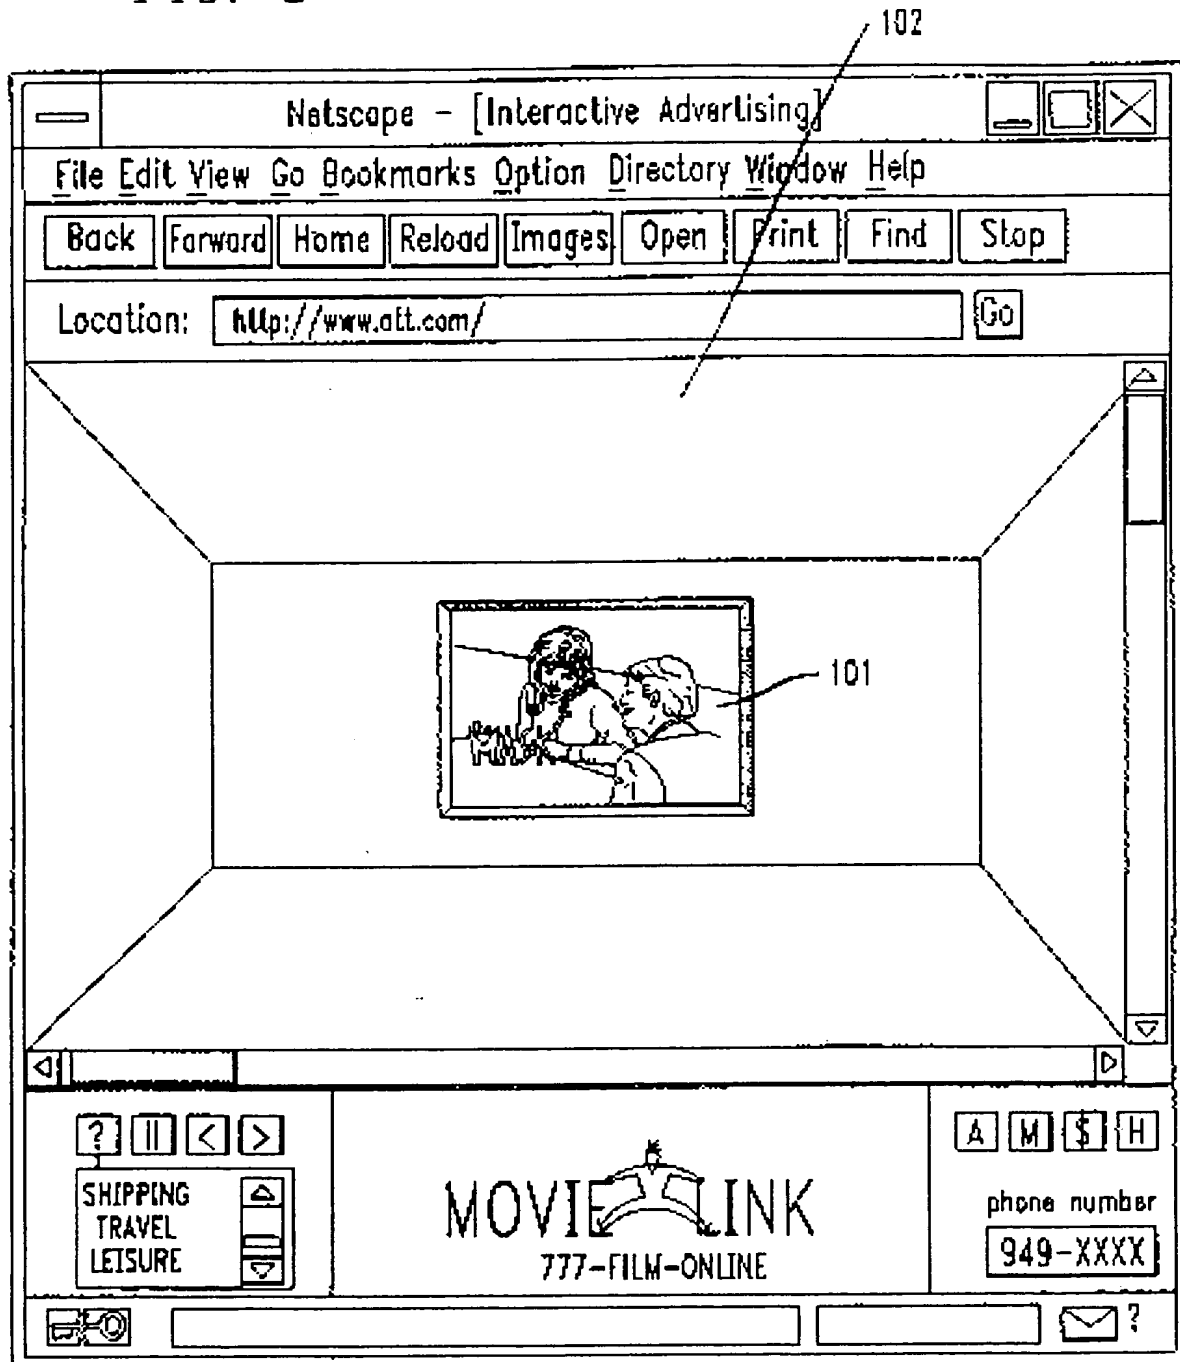 102
Netscape - [Interactive Advertising]
File Edit View Go Bookmarks Option Directory Window Help
Back Forward Home Reload Images Open Print Find Stop
Location: http://www.att.com/ Go
101
? || < > A M $ H
SHIPPING
TRAVEL
LEISURE
MOVIE LINK
777-FILM-ONLINE
phone number
949-XXXX
?